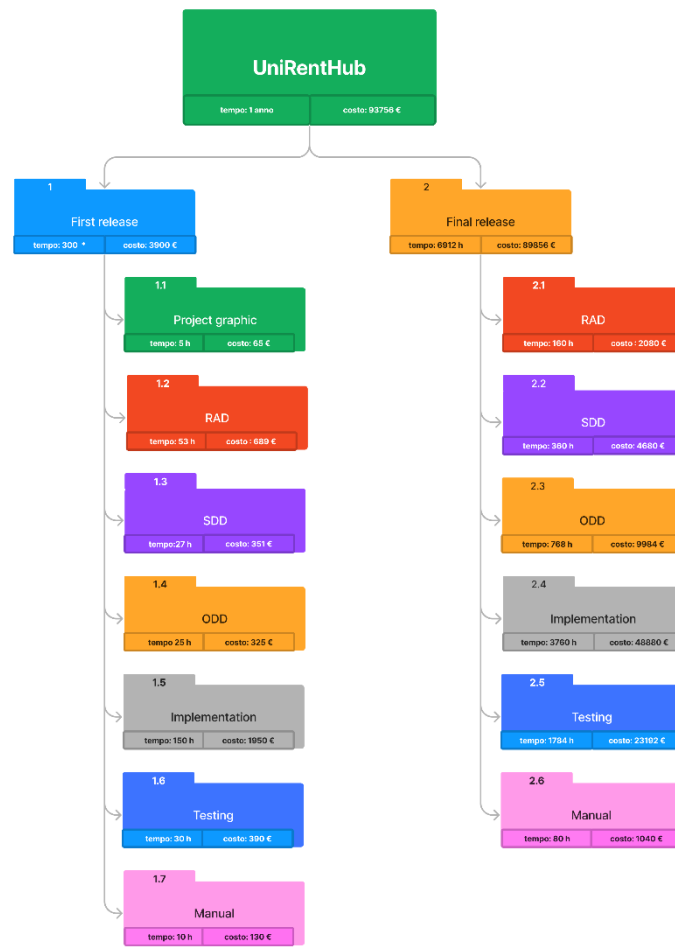 UniRentHub
tempo: 1 anno costo: 93756 €
1
First release
tempo: 300 * costo: 3900 €
2
Final release
tempo: 6912 h costo: 89856 €
1.1
Project graphic
tempo: 5 h costo: 65 €
1.2
RAD
tempo: 53 h costo : 689 €
1.3
SDD
tempo:27 h costo: 351 €
1.4
ODD
tempo 25 h costo: 325 €
1.5
Implementation
tempo: 150 h costo: 1950 €
1.6
Testing
tempo: 30 h costo: 390 €
1.7
Manual
tempo: 10 h costo: 130 €
2.1
RAD
tempo: 160 h costo : 2080 €
2.2
SDD
tempo: 360 h costo: 4680 €
2.3
ODD
tempo: 768 h costo: 9984 €
2.4
Implementation
tempo: 3760 h costo: 48880 €
2.5
Testing
tempo: 1784 h costo: 23192 €
2.6
Manual
tempo: 80 h costo: 1040 €